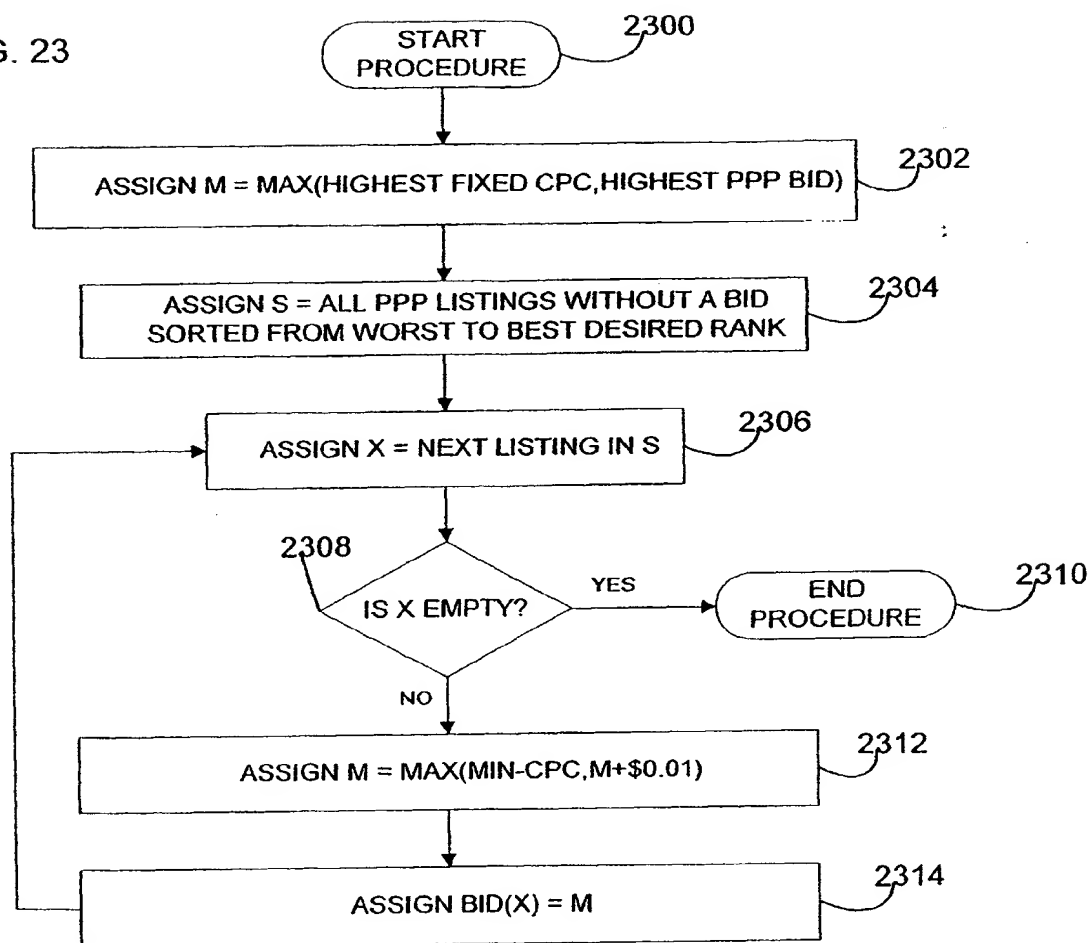 G. 23
START
PROCEDURE
2300
ASSIGN M = MAX(HIGHEST FIXED CPC,HIGHEST PPP BID)
2302
ASSIGN S = ALL PPP LISTINGS WITHOUT A BID
SORTED FROM WORST TO BEST DESIRED RANK
2304
ASSIGN X = NEXT LISTING IN S
2306
2308
IS X EMPTY?
YES
END
PROCEDURE
2310
NO
ASSIGN M = MAX(MIN-CPC,M+$0.01)
2312
ASSIGN BID(X) = M
2314